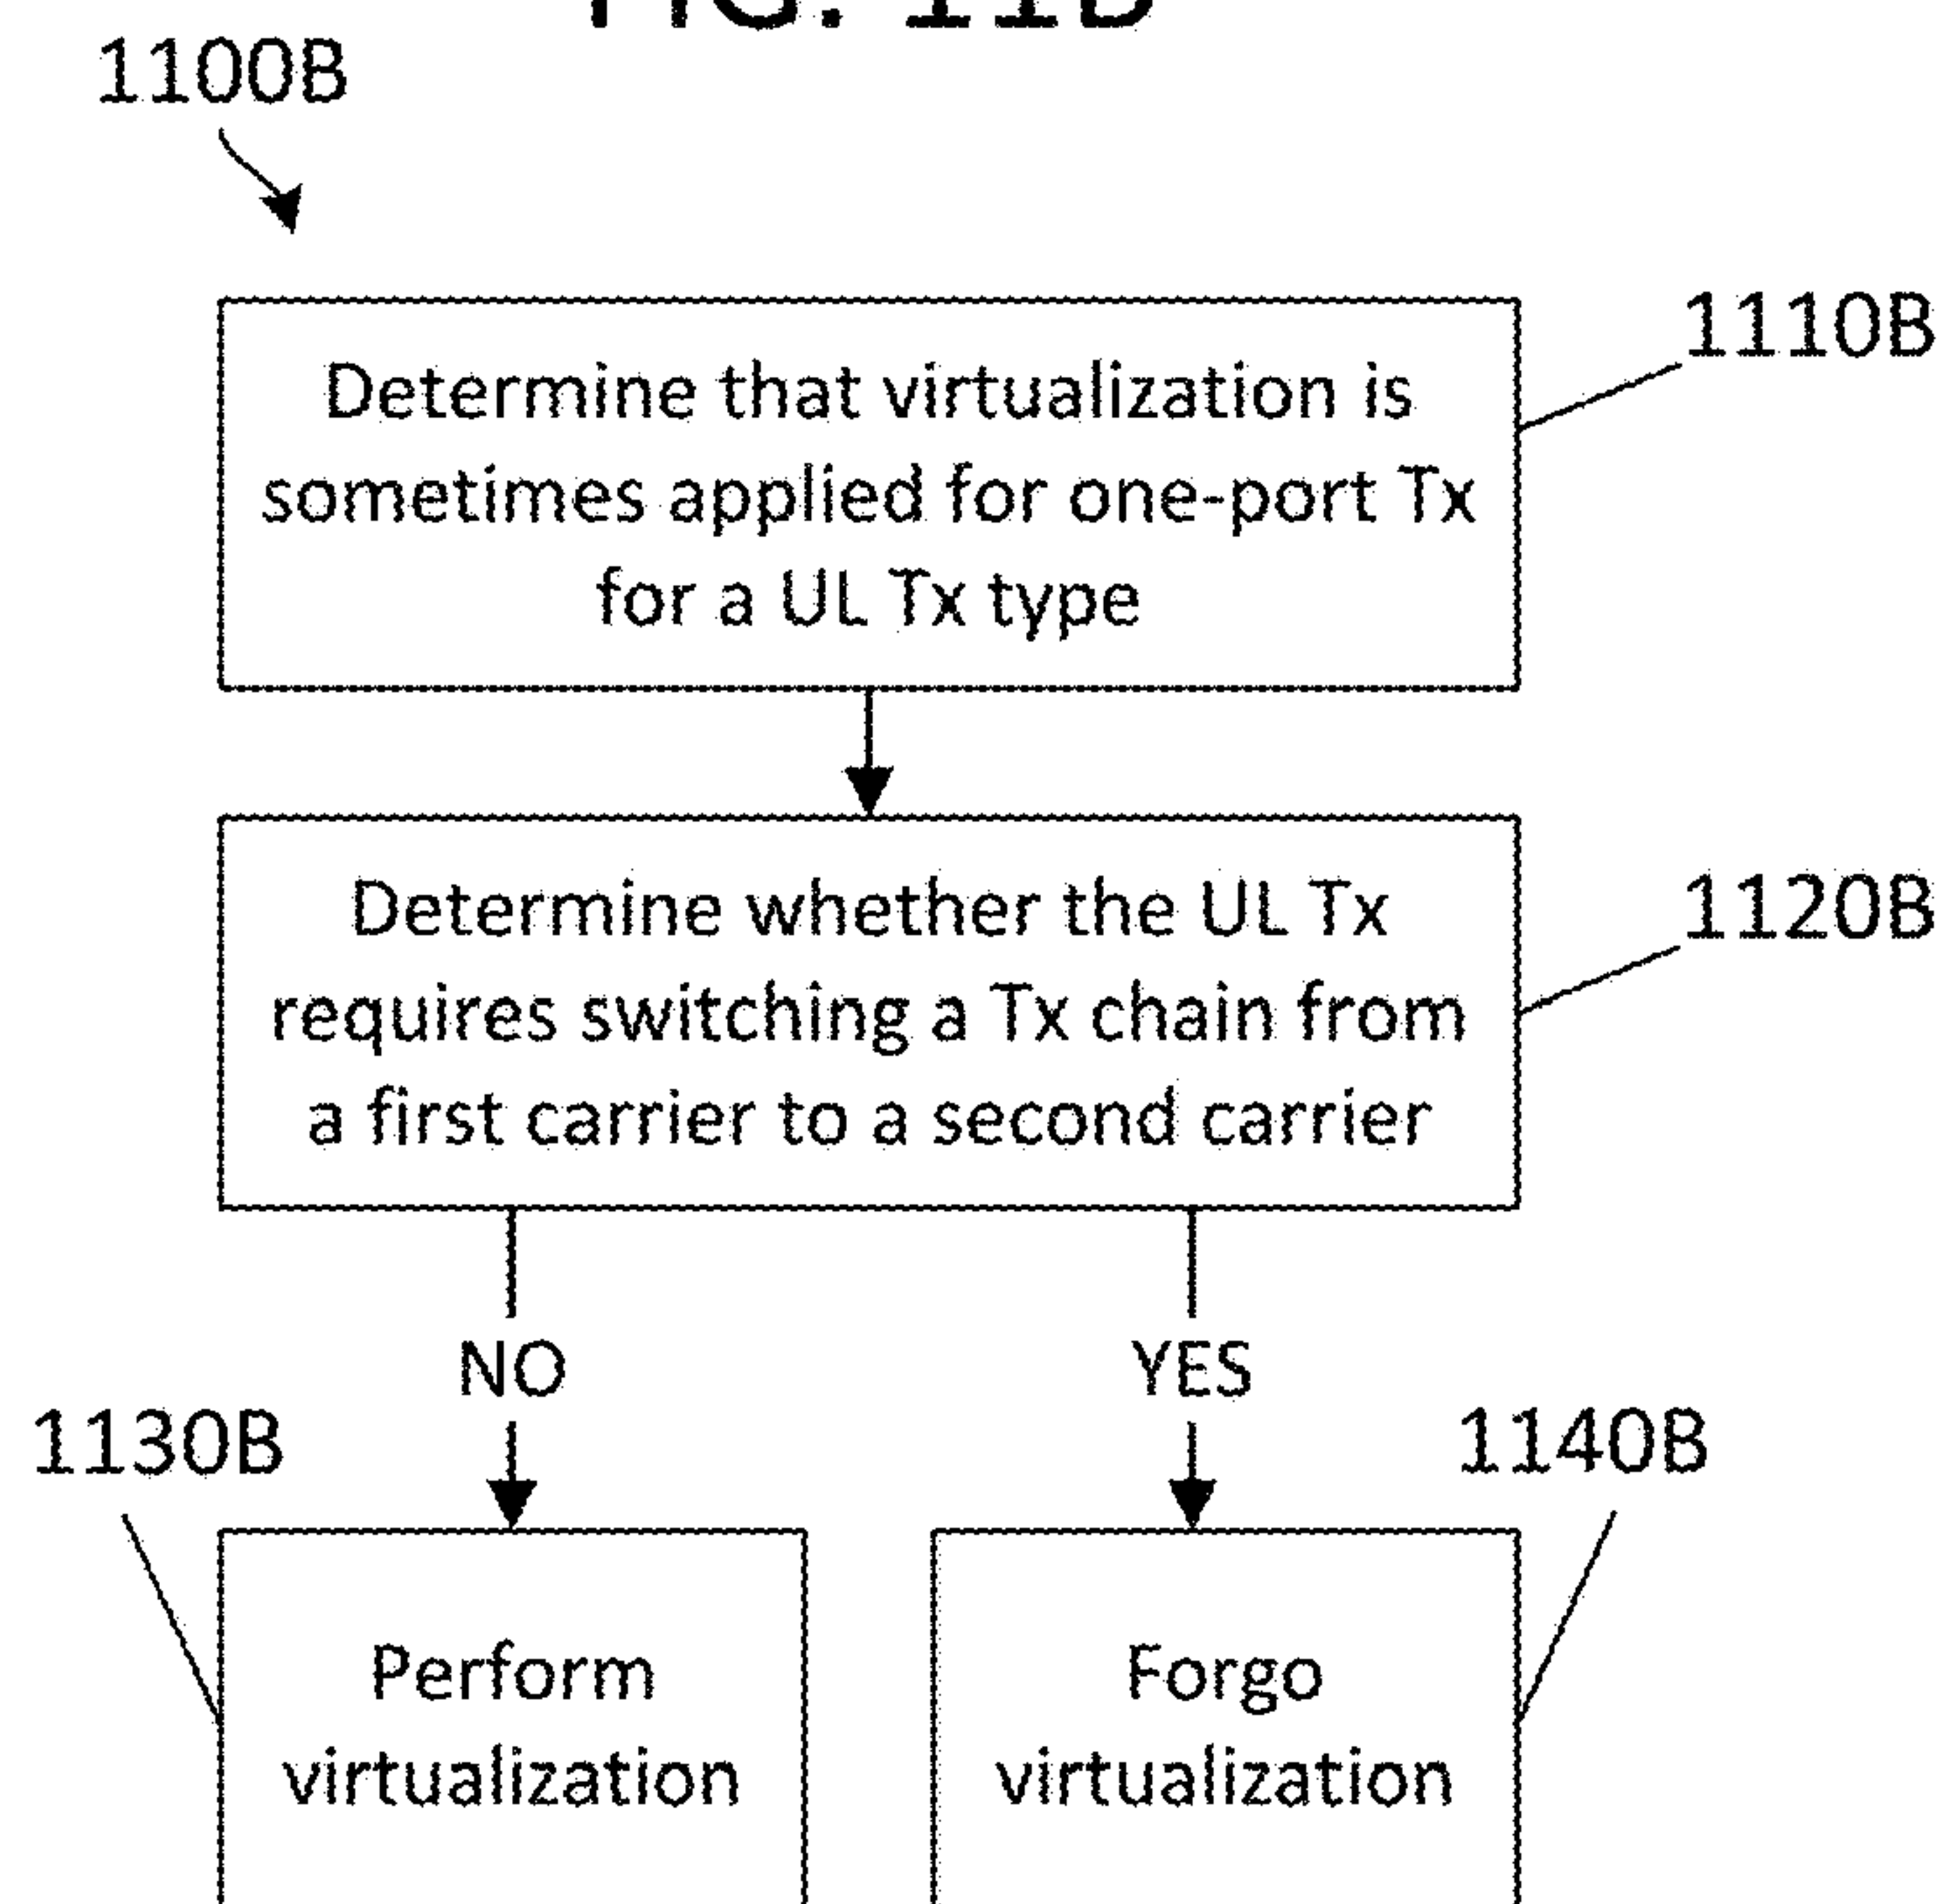 FIG. 11B
1100B
1110B
Determine that virtualization is
sometimes applied for one-port Tx
for a UL Tx type
1120B
Determine whether the UL Tx
requires switching a Tx chain from
a first carrier to a second carrier
NO
YES
1130B
1140B
Perform
virtualization
Forgo
virtualization